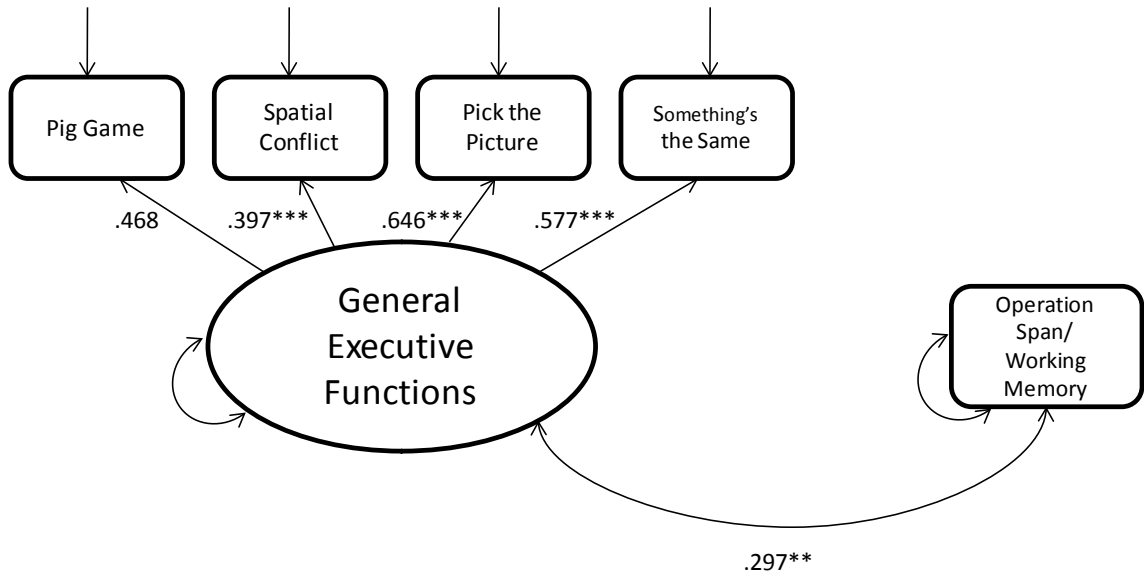 Pig Game
Spatial
Conflict
Pick the
Picture
Something's
the Same
.468
.397***
.646***
.577***
General
Executive
Functions
Operation
Span/
Working
Memory
.297**